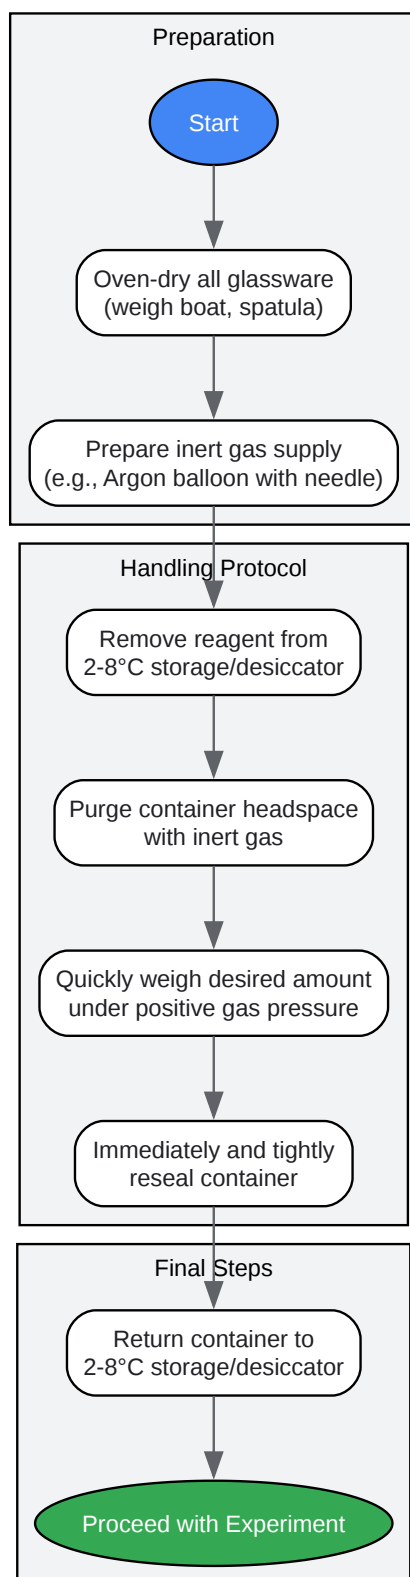 Preparation
Start
Oven-dry all glassware
(weigh boat, spatula)
Prepare inert gas supply
(e.g., Argon balloon with needle)
Handling Protocol
Remove reagent from
2-8°C storage/desiccator
Purge container headspace
with inert gas
Quickly weigh desired amount
under positive gas pressure
Immediately and tightly
reseal container
Final Steps
Return container to
2-8°C storage/desiccator
Proceed with Experiment